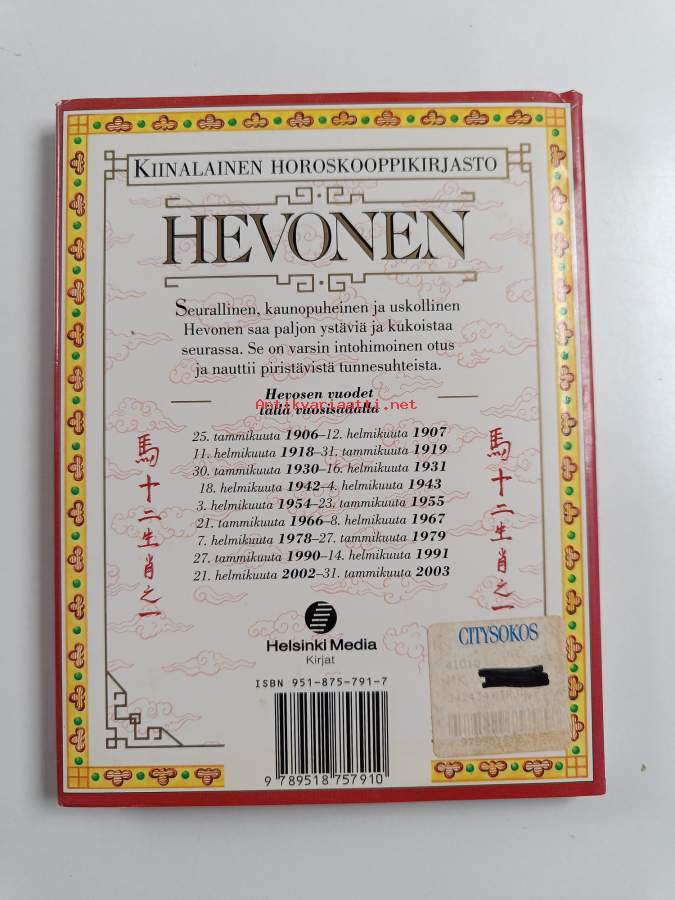 KIINALAINEN HOROSKOOPPIKIRJASTO
HEVONEN
Seurallinen, kaunopuheinen ja uskollinen
Hevonen saa paljon ystäviä ja kukoistaa
seurassa. Se on varsin intohimoinen otus
ja nauttii piristävistä tunnesuhteista.
Hevosen vuodet
tällä vuosisadalla
Antikvariaatti.net
25. tammikuuta 1906–12. helmikuuta 1907
11. helmikuuta 1918–31. tammikuuta 1919
30. tammikuuta 1930–16. helmikuuta 1931
18. helmikuuta 1942–4. helmikuuta 1943
3. helmikuuta 1954–23. tammikuuta 1955
21. tammikuuta 1966–8. helmikuuta 1967
7. helmikuuta 1978–27. tammikuuta 1979
27. tammikuuta 1990–14. helmikuuta 1991
21. helmikuuta 2002–31. tammikuuta 2003
馬十二生肖之一
馬十二生肖之一
Helsinki Media
Kirjat
ISBN 951-875-791-7
9 789518 757910
CITYSOKOS